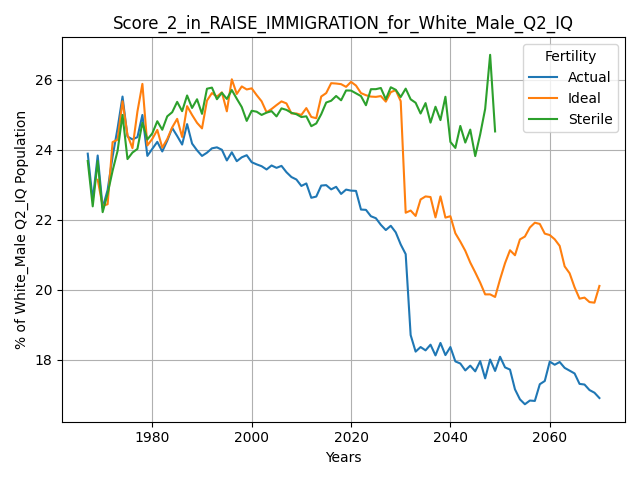 Score_2_in_RAISE_IMMIGRATION_for_White_Male_Q2_IQ
Fertility
Actual
Ideal
Sterile
% of White_Male Q2_IQ Population
26
24
22
20
18
1980
2000
2020
2040
2060
Years